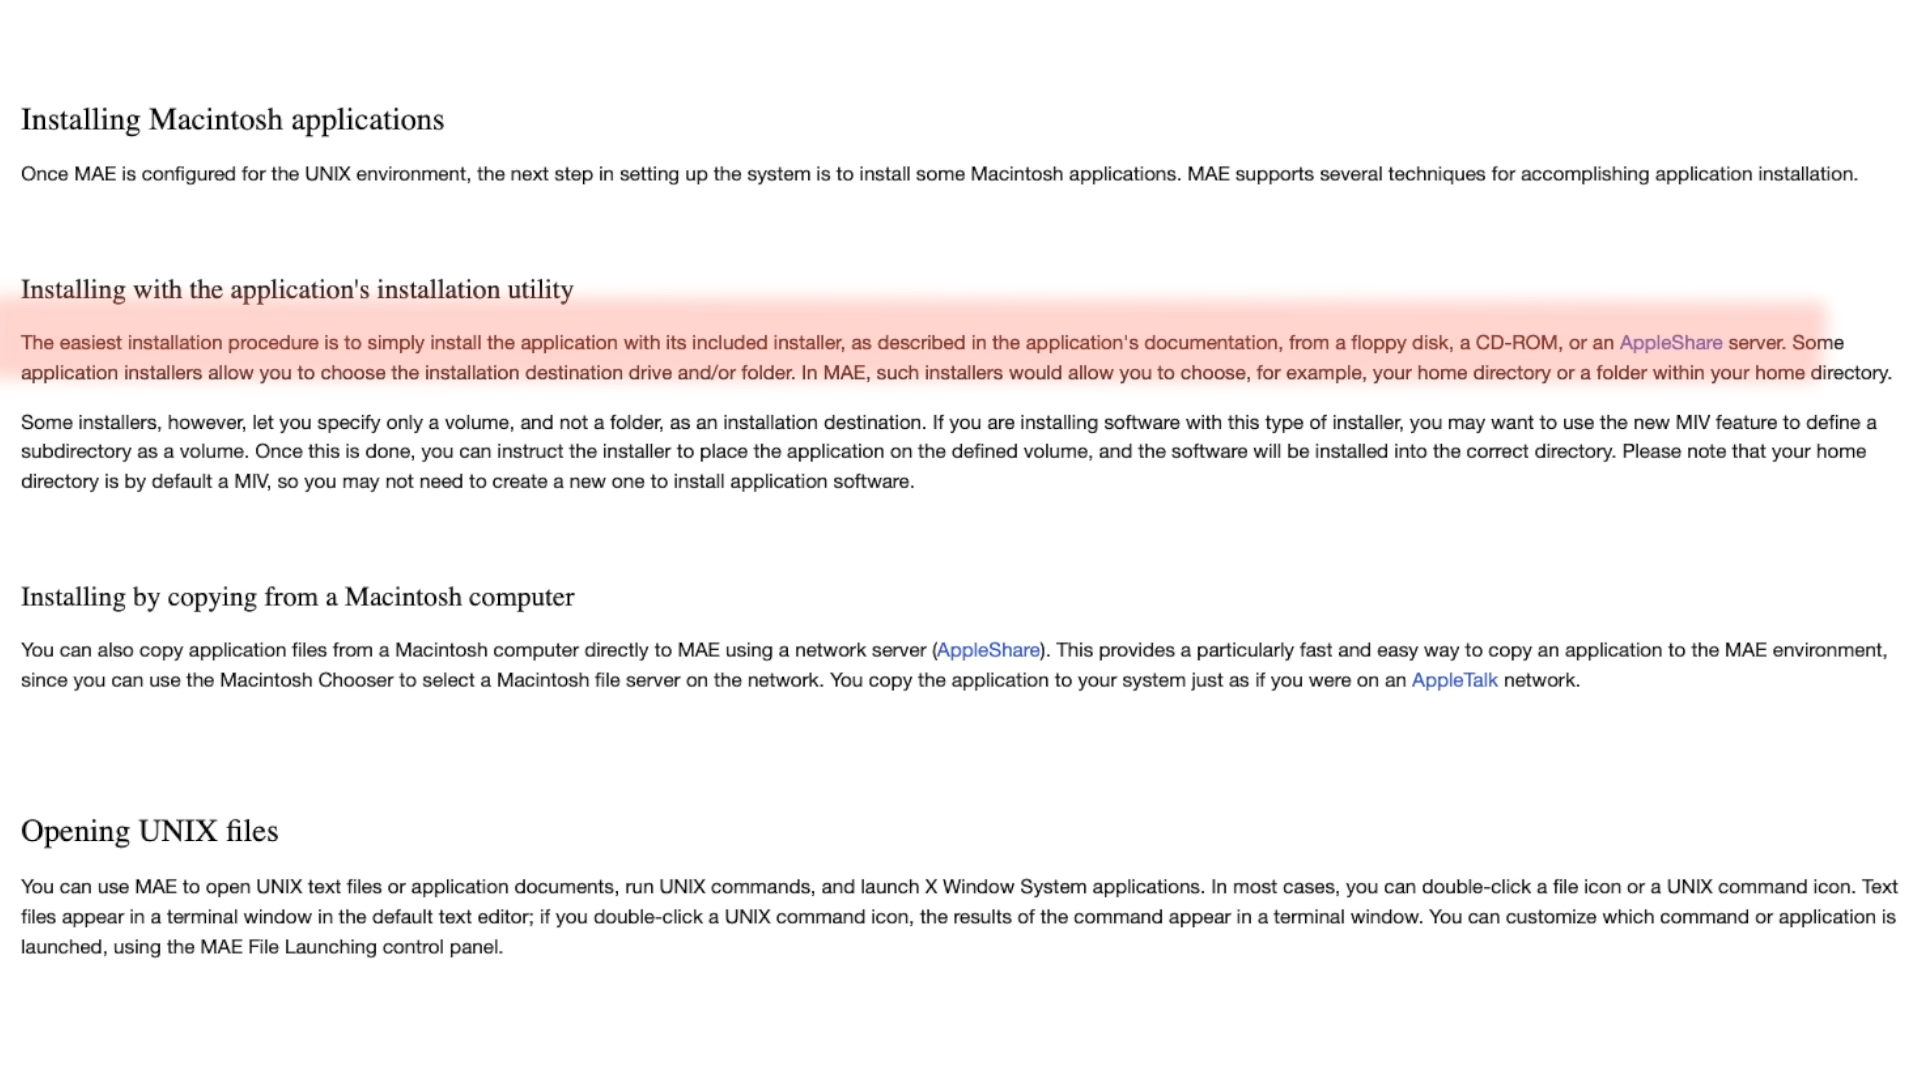 Installing Macintosh applications
Once MAE is configured for the UNIX environment, the next step in setting up the system is to install some Macintosh applications. MAE supports several techniques for accomplishing application installation.
Installing with the application's installation utility
The easiest installation procedure is to simply install the application with its included installer, as described in the application's documentation, from a floppy disk, a CD-ROM, or an AppleShare server. Some
application installers allow you to choose the installation destination drive and/or folder. In MAE, such installers would allow you to choose, for example, your home directory or a folder within your home directory.
Some installers, however, let you specify only a volume, and not a folder, as an installation destination. If you are installing software with this type of installer, you may want to use the new MIV feature to define a
subdirectory as a volume. Once this is done, you can instruct the installer to place the application on the defined volume, and the software will be installed into the correct directory. Please note that your home
directory is by default a MIV, so you may not need to create a new one to install application software.
Installing by copying from a Macintosh computer
You can also copy application files from a Macintosh computer directly to MAE using a network server (AppleShare). This provides a particularly fast and easy way to copy an application to the MAE environment,
since you can use the Macintosh Chooser to select a Macintosh file server on the network. You copy the application to your system just as if you were on an AppleTalk network.
Opening UNIX files
You can use MAE to open UNIX text files or application documents, run UNIX commands, and launch X Window System applications. In most cases, you can double-click a file icon or a UNIX command icon. Text
files appear in a terminal window in the default text editor; if you double-click a UNIX command icon, the results of the command appear in a terminal window. You can customize which command or application is
launched, using the MAE File Launching control panel.